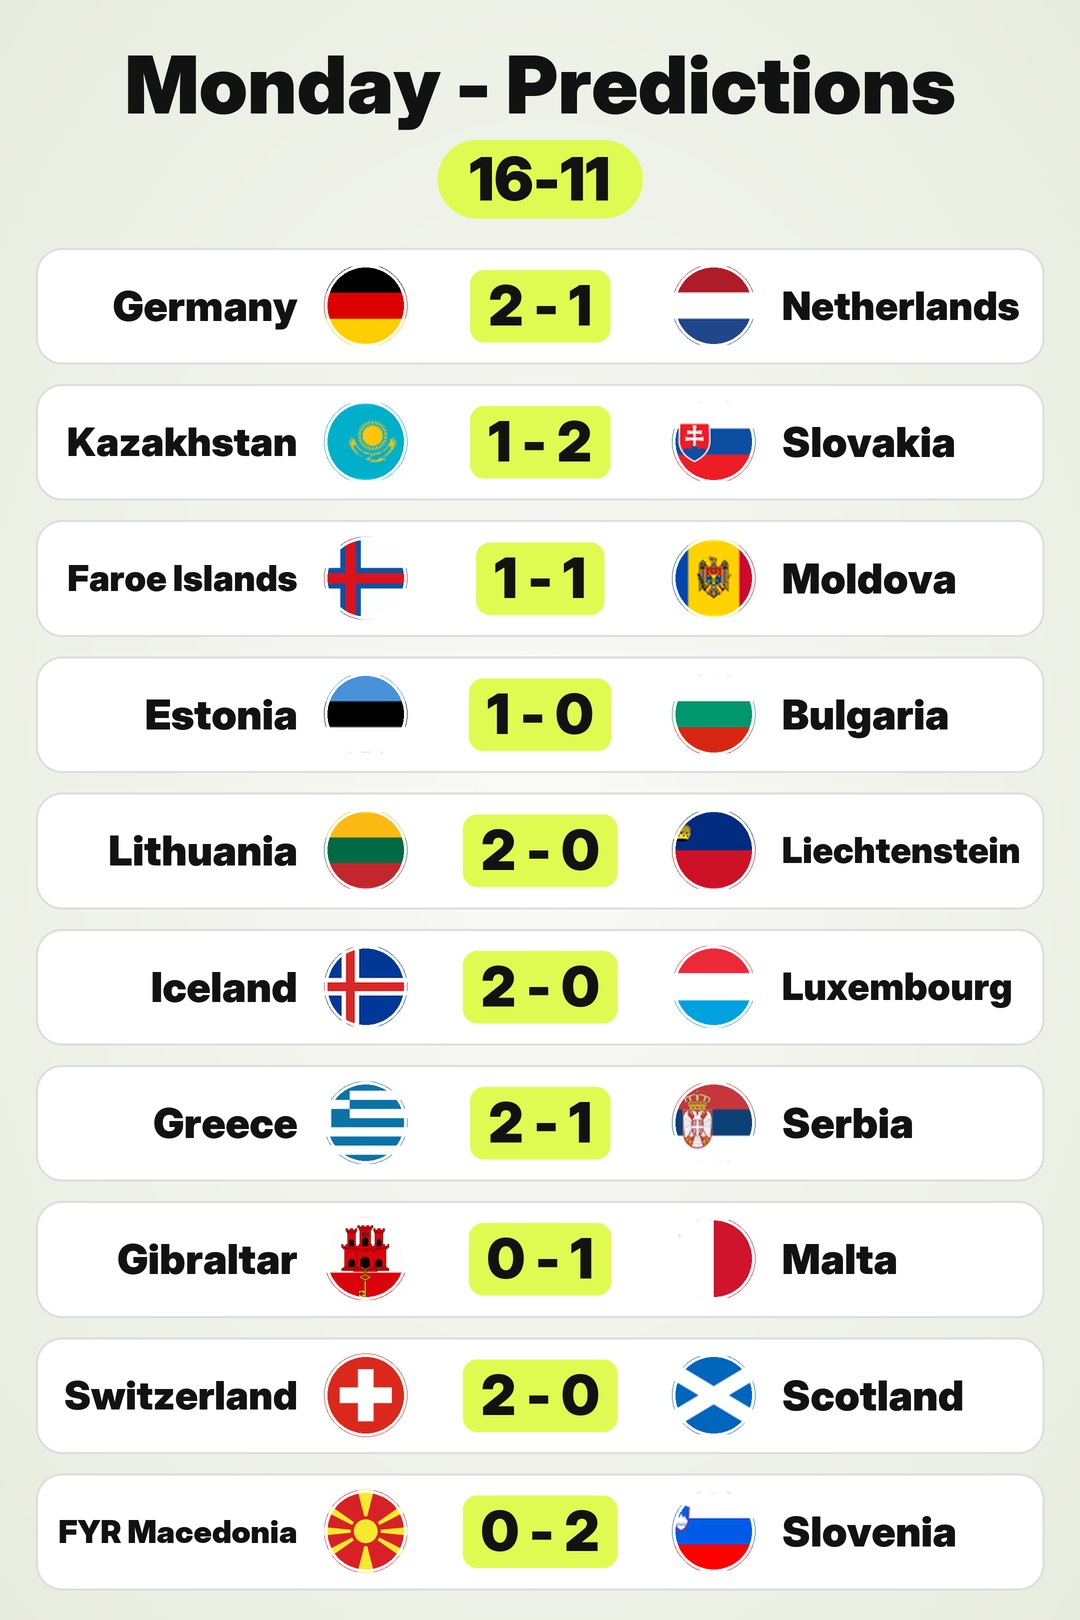 Monday - Predictions
16-11
Germany 2 - 1 Netherlands
Kazakhstan 1 - 2 Slovakia
Faroe Islands 1 - 1 Moldova
Estonia 1 - 0 Bulgaria
Lithuania 2 - 0 Liechtenstein
Iceland 2 - 0 Luxembourg
Greece 2 - 1 Serbia
Gibraltar 0 - 1 Malta
Switzerland 2 - 0 Scotland
FYR Macedonia 0 - 2 Slovenia